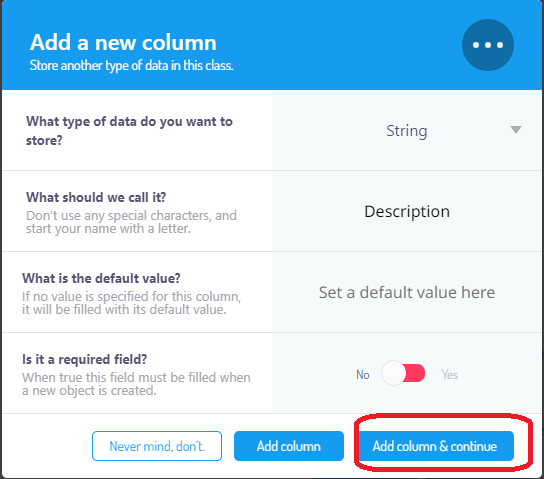 Add a new column
Store another type of data in this class.
What type of data do you want to
store?
String
What should we call it?
Don't use any special characters, and
start your name with a letter.
Description
What is the default value?
If no value is specified for this column,
it will be filled with its default value.
Set a default value here
Is it a required field?
When true this field must be filled when
a new object is created.
No
Yes
Never mind, don't.
Add column
Add column & continue